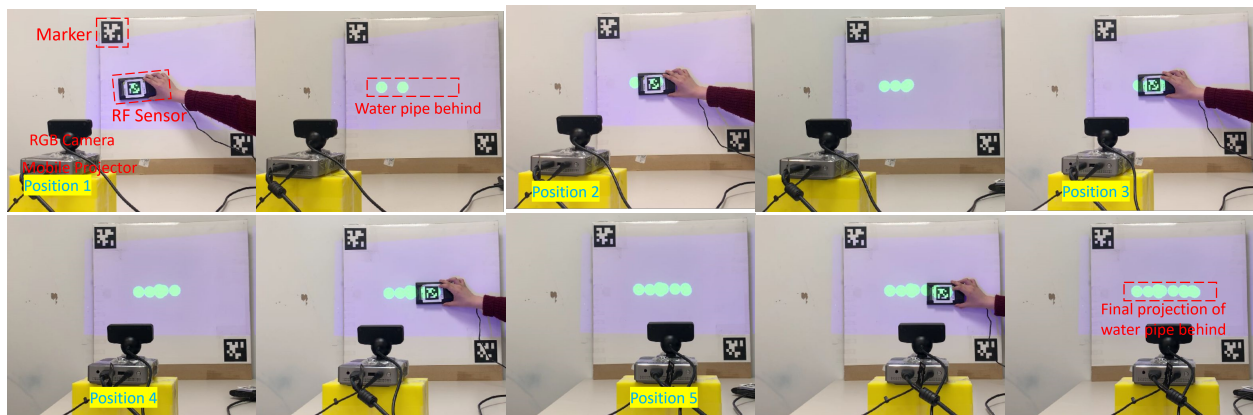 Marker
RF Sensor
RGB Camera
Mobile Projector
Position 1
Water pipe behind
Position 2
Position 3
Position 4
Position 5
Final projection of
water pipe behind